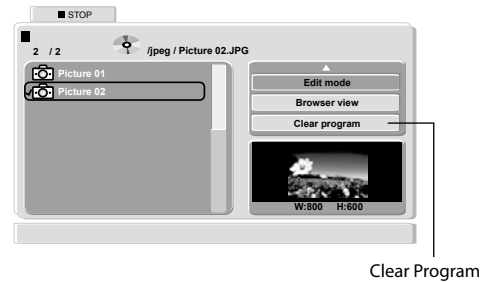 STOP
2 / 2 /jpeg / Picture 02.JPG
Picture 01
Picture 02
Edit mode
Browser view
Clear program
W:800 H:600
Clear Program